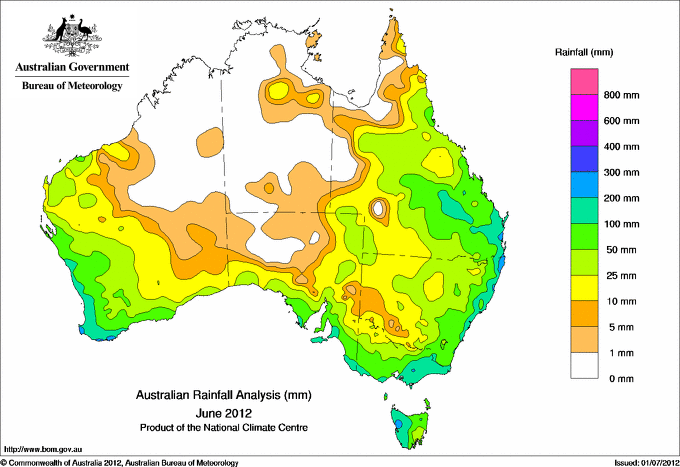 Australian Government
Bureau of Meteorology
Rainfall (mm)
800 mm
600 mm
400 mm
300 mm
200 mm
100 mm
50 mm
25 mm
10 mm
5 mm
1 mm
0 mm
Australian Rainfall Analysis (mm)
June 2012
Product of the National Climate Centre
http://www.bom.gov.au
© Commonwealth of Australia 2012, Australian Bureau of Meteorology
Issued: 01/07/2012